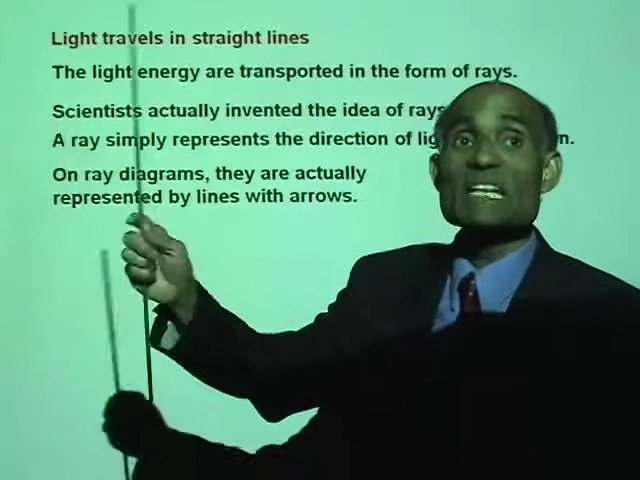 Light travels in straight lines
The light energy are transported in the form of rays.
Scientists actually invented the idea of rays
A ray simply represents the direction of lig n.
On ray diagrams, they are actually
represented by lines with arrows.